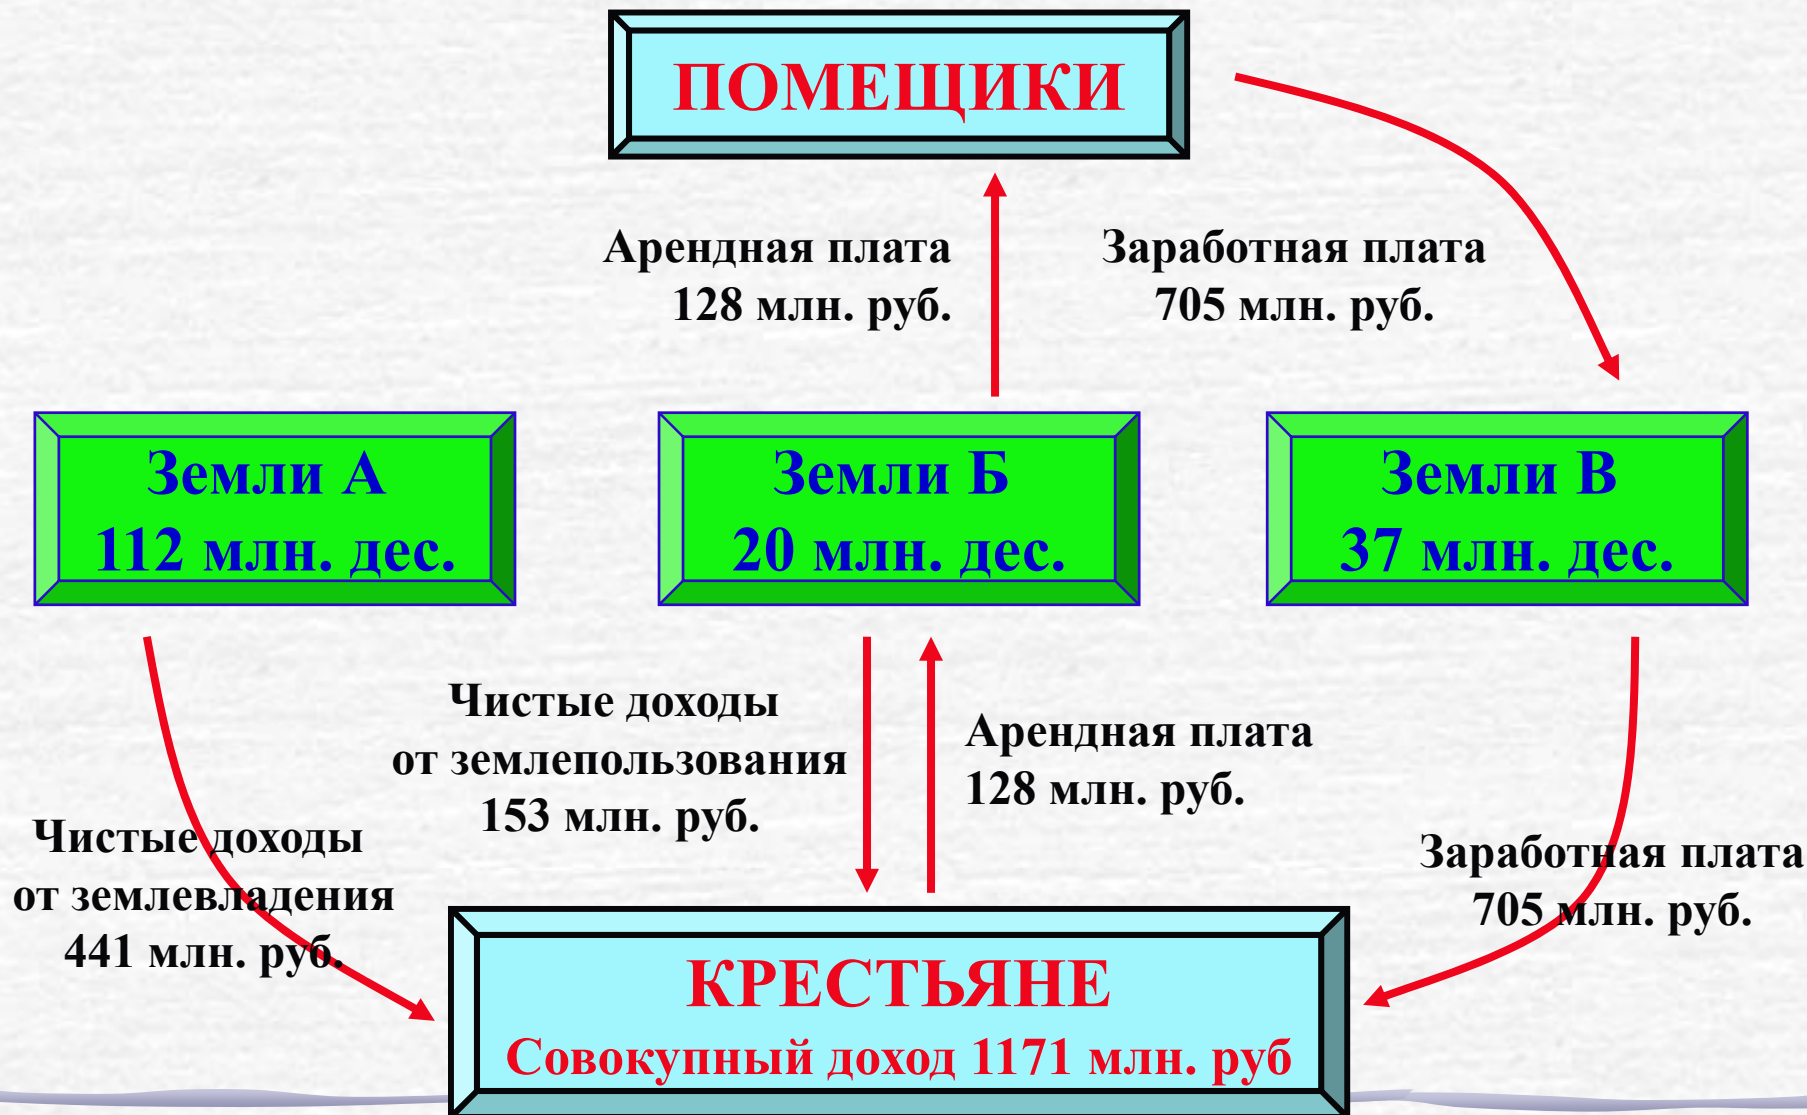 ПОМЕЩИКИ
Арендная плата
128 млн. руб.
Заработная плата
705 млн. руб.
Земли А
112 млн. дес.
Земли Б
20 млн. дес.
Земли В
37 млн. дес.
Чистые доходы
от землепользования
153 млн. руб.
Арендная плата
128 млн. руб.
Чистые доходы
от землевладения
441 млн. руб.
Заработная плата
705 млн. руб.
КРЕСТЬЯНЕ
Совокупный доход 1171 млн. руб